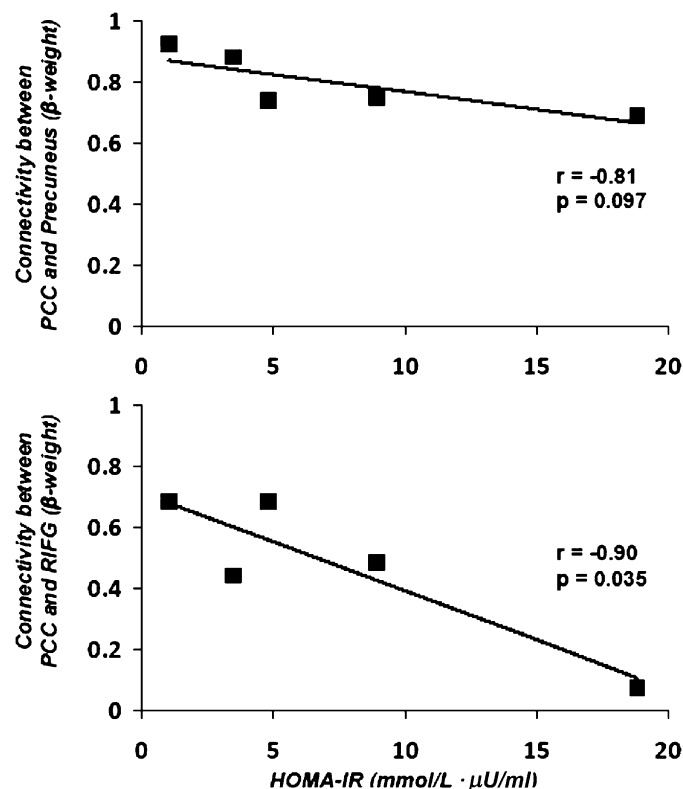 Connectivity between
PCC and Precuneus (β-weight)
1
0.8
0.6
0.4
0.2
0
r = -0.81
p = 0.097
0 5 10 15 20
Connectivity between
PCC and RIFG (β-weight)
1
0.8
0.6
0.4
0.2
0
r = -0.90
p = 0.035
0 5 10 15 20
HOMA-IR (mmol/L · μU/ml)